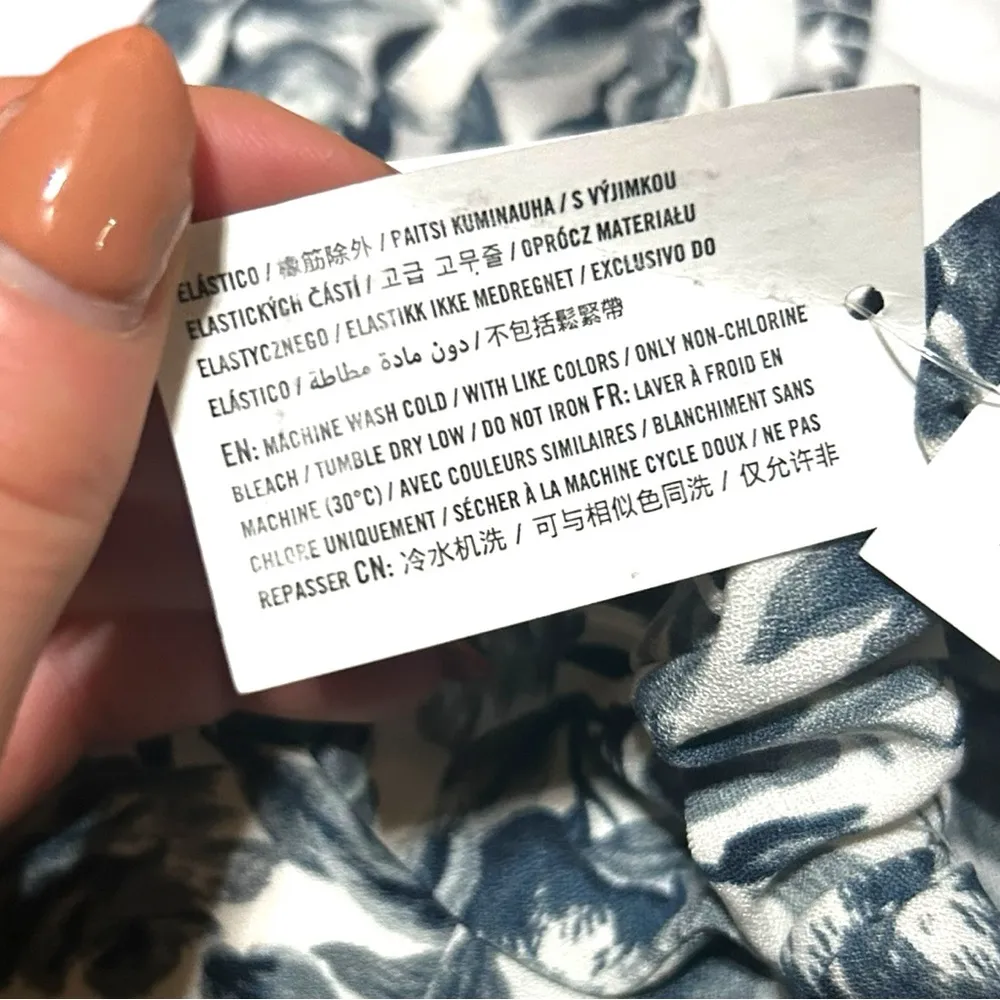 ELÁSTICO / 橡筋除外 / PAITSI KUMINAUHA / S VÝJIMKOU
ELASTICKÝCH ČÁSTÍ / 고급 고무줄 / OPRÓCZ MATERIAŁU
ELASTYCZNEGO / ELASTIKK IKKE MEDREGNET / EXCLUSIVO DO
ELÁSTICO / دون مادة مطاطة / 不包括鬆緊帶
EN: MACHINE WASH COLD / WITH LIKE COLORS / ONLY NON-CHLORINE
BLEACH / TUMBLE DRY LOW / DO NOT IRON FR: LAVER À FROID EN
MACHINE (30°C) / AVEC COULEURS SIMILAIRES / BLANCHIMENT SANS
CHLORE UNIQUEMENT / SÉCHER À LA MACHINE CYCLE DOUX / NE PAS
REPASSER CN: 冷水机洗 / 可与相似色同洗 / 仅允许非